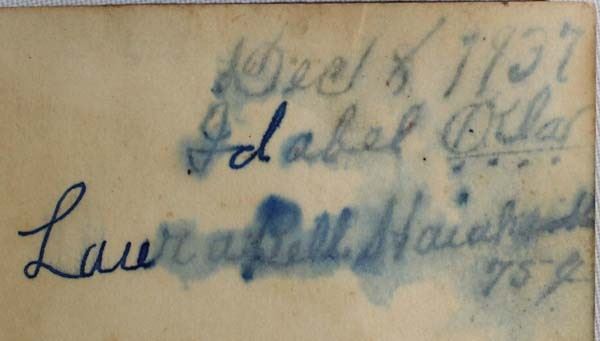 Dec 8 1937
Idabel Okla
Laura Bell
75¢